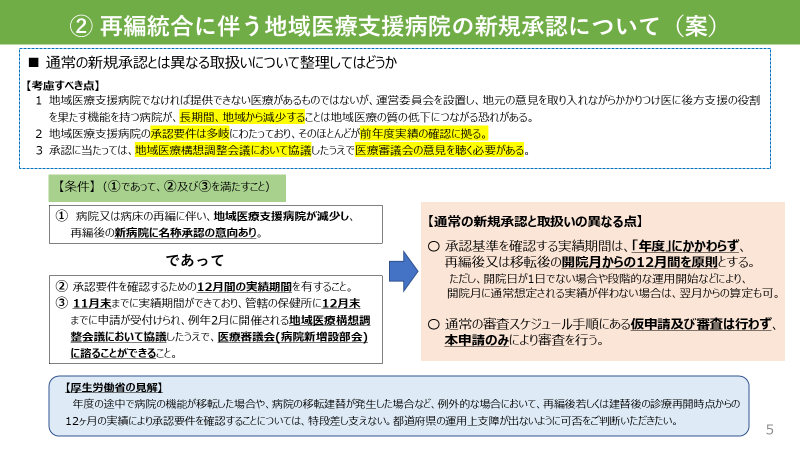 ② 再編統合に伴う地域医療支援病院の新規承認について（案）
■ 通常の新規承認とは異なる取扱いについて整理してはどうか
【考慮すべき点】
1 地域医療支援病院でなければ提供できない医療があるものではないが、運営委員会を設置し、地元の意見を取り入れながらかかりつけ医に後方支援の役割
を果たす機能を持つ病院が、長期間、地域から減少することは地域医療の質の低下につながる恐れがある。
2 地域医療支援病院の承認要件は多岐にわたっており、そのほとんどが前年度実績の確認に拠る。
3 承認に当たっては、地域医療構想調整会議において協議したうえで医療審議会の意見を聴く必要がある。
【条件】（①であって、②及び③を満たすこと）
① 病院又は病床の再編に伴い、地域医療支援病院が減少し、
再編後の新病院に名称承認の意向あり。
であって
② 承認要件を確認するための12月間の実績期間を有すること。
③ 11月末までに実績期間ができており、管轄の保健所に12月末
までに申請が受付けられ、例年2月に開催される地域医療構想調
整会議において協議したうえで、医療審議会(病院新増設部会)
に諮ることができること。
【通常の新規承認と取扱いの異なる点】
〇 承認基準を確認する実績期間は、「年度」にかかわらず、
再編後又は移転後の開院月からの12月間を原則とする。
ただし、開院日が1日でない場合や段階的な運用開始などにより、
開院月に通常想定される実績が伴わない場合は、翌月からの算定も可。
〇 通常の審査スケジュール手順にある仮申請及び審査は行わず、
本申請のみにより審査を行う。
【厚生労働省の見解】
年度の途中で病院の機能が移転した場合や、病院の移転建替が発生した場合など、例外的な場合において、再編後若しくは建替後の診療再開時点からの
12ヶ月の実績により承認要件を確認することについては、特段差し支えない。都道府県の運用上支障が出ないように可否をご判断いただきたい。
5